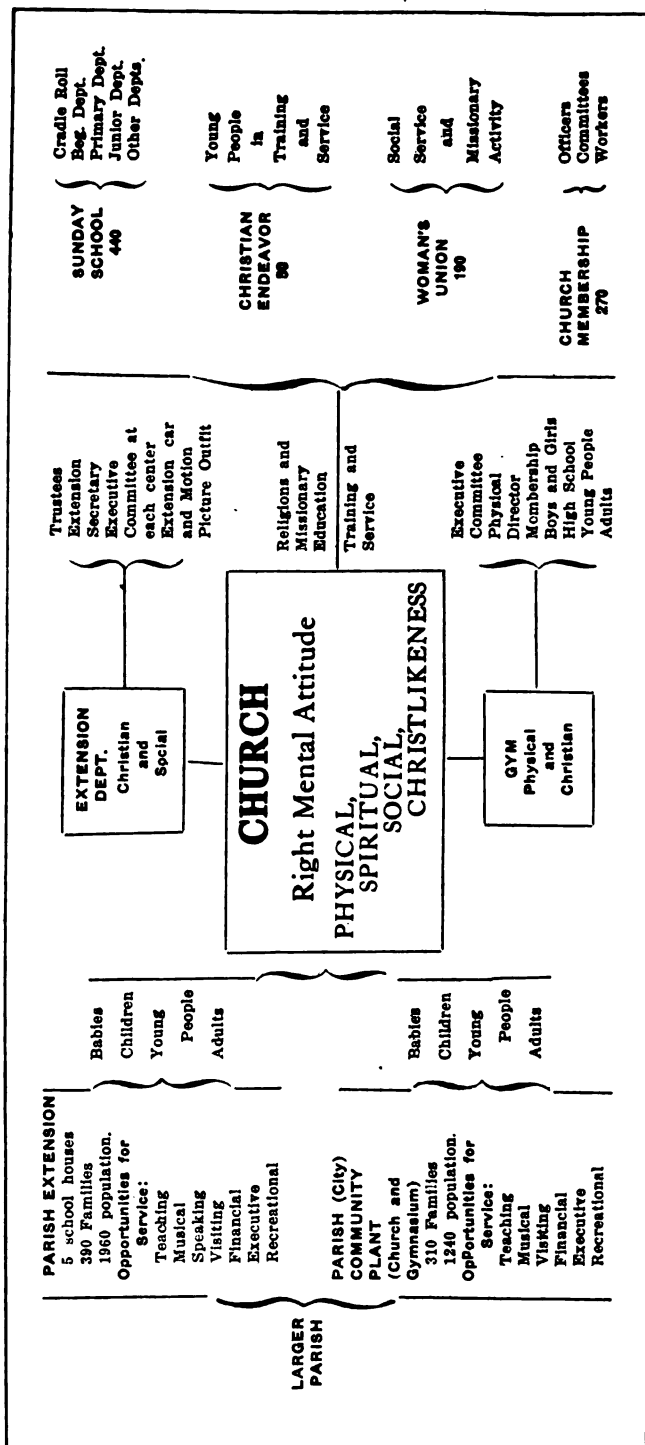 LARGER
PARISH
PARISH EXTENSION
5 school houses
390 Families
1960 population.
Opportunities for
Service:
Teaching
Musical
Speaking
Visiting
Financial
Executive
Recreational
Babies
Children
Young
People
Adults
PARISH (City)
COMMUNITY
PLANT
(Church and
Gymnasium)
310 Families
1240 population.
OpPortunities for
Service:
Teaching
Musical
Visiting
Financial
Executive
Recreational
Babies
Children
Young
People
Adults
EXTENSION
DEPT.
Christian
and
Social
CHURCH
Right Mental Attitude
PHYSICAL,
SPIRITUAL,
SOCIAL,
CHRISTLIKENESS
GYM
Physical
and
Christian
Trustees
Extension
Secretary
Executive
Committee at
each center
Extension car
and Motion
Picture Outfit
Religions and
Missionary
Education
Training and
Service
Executive
Committee
Physical
Director
Mombership
Boys and Girls
High School
Young People
Adults
SUNDAY
SCHOOL
440
Cradle Roll
Beg. Dept.
Primary Dept.
Junior Dept.
Other Depts.
CHRISTIAN
ENDEAVOR
Young
People
in
Training
and
Service
WOMAN'S
UNION
190
Social
Service
and
Missionary
Activity
CHURCH
MEMBERSHIP
270
Officers
Committees
Workers